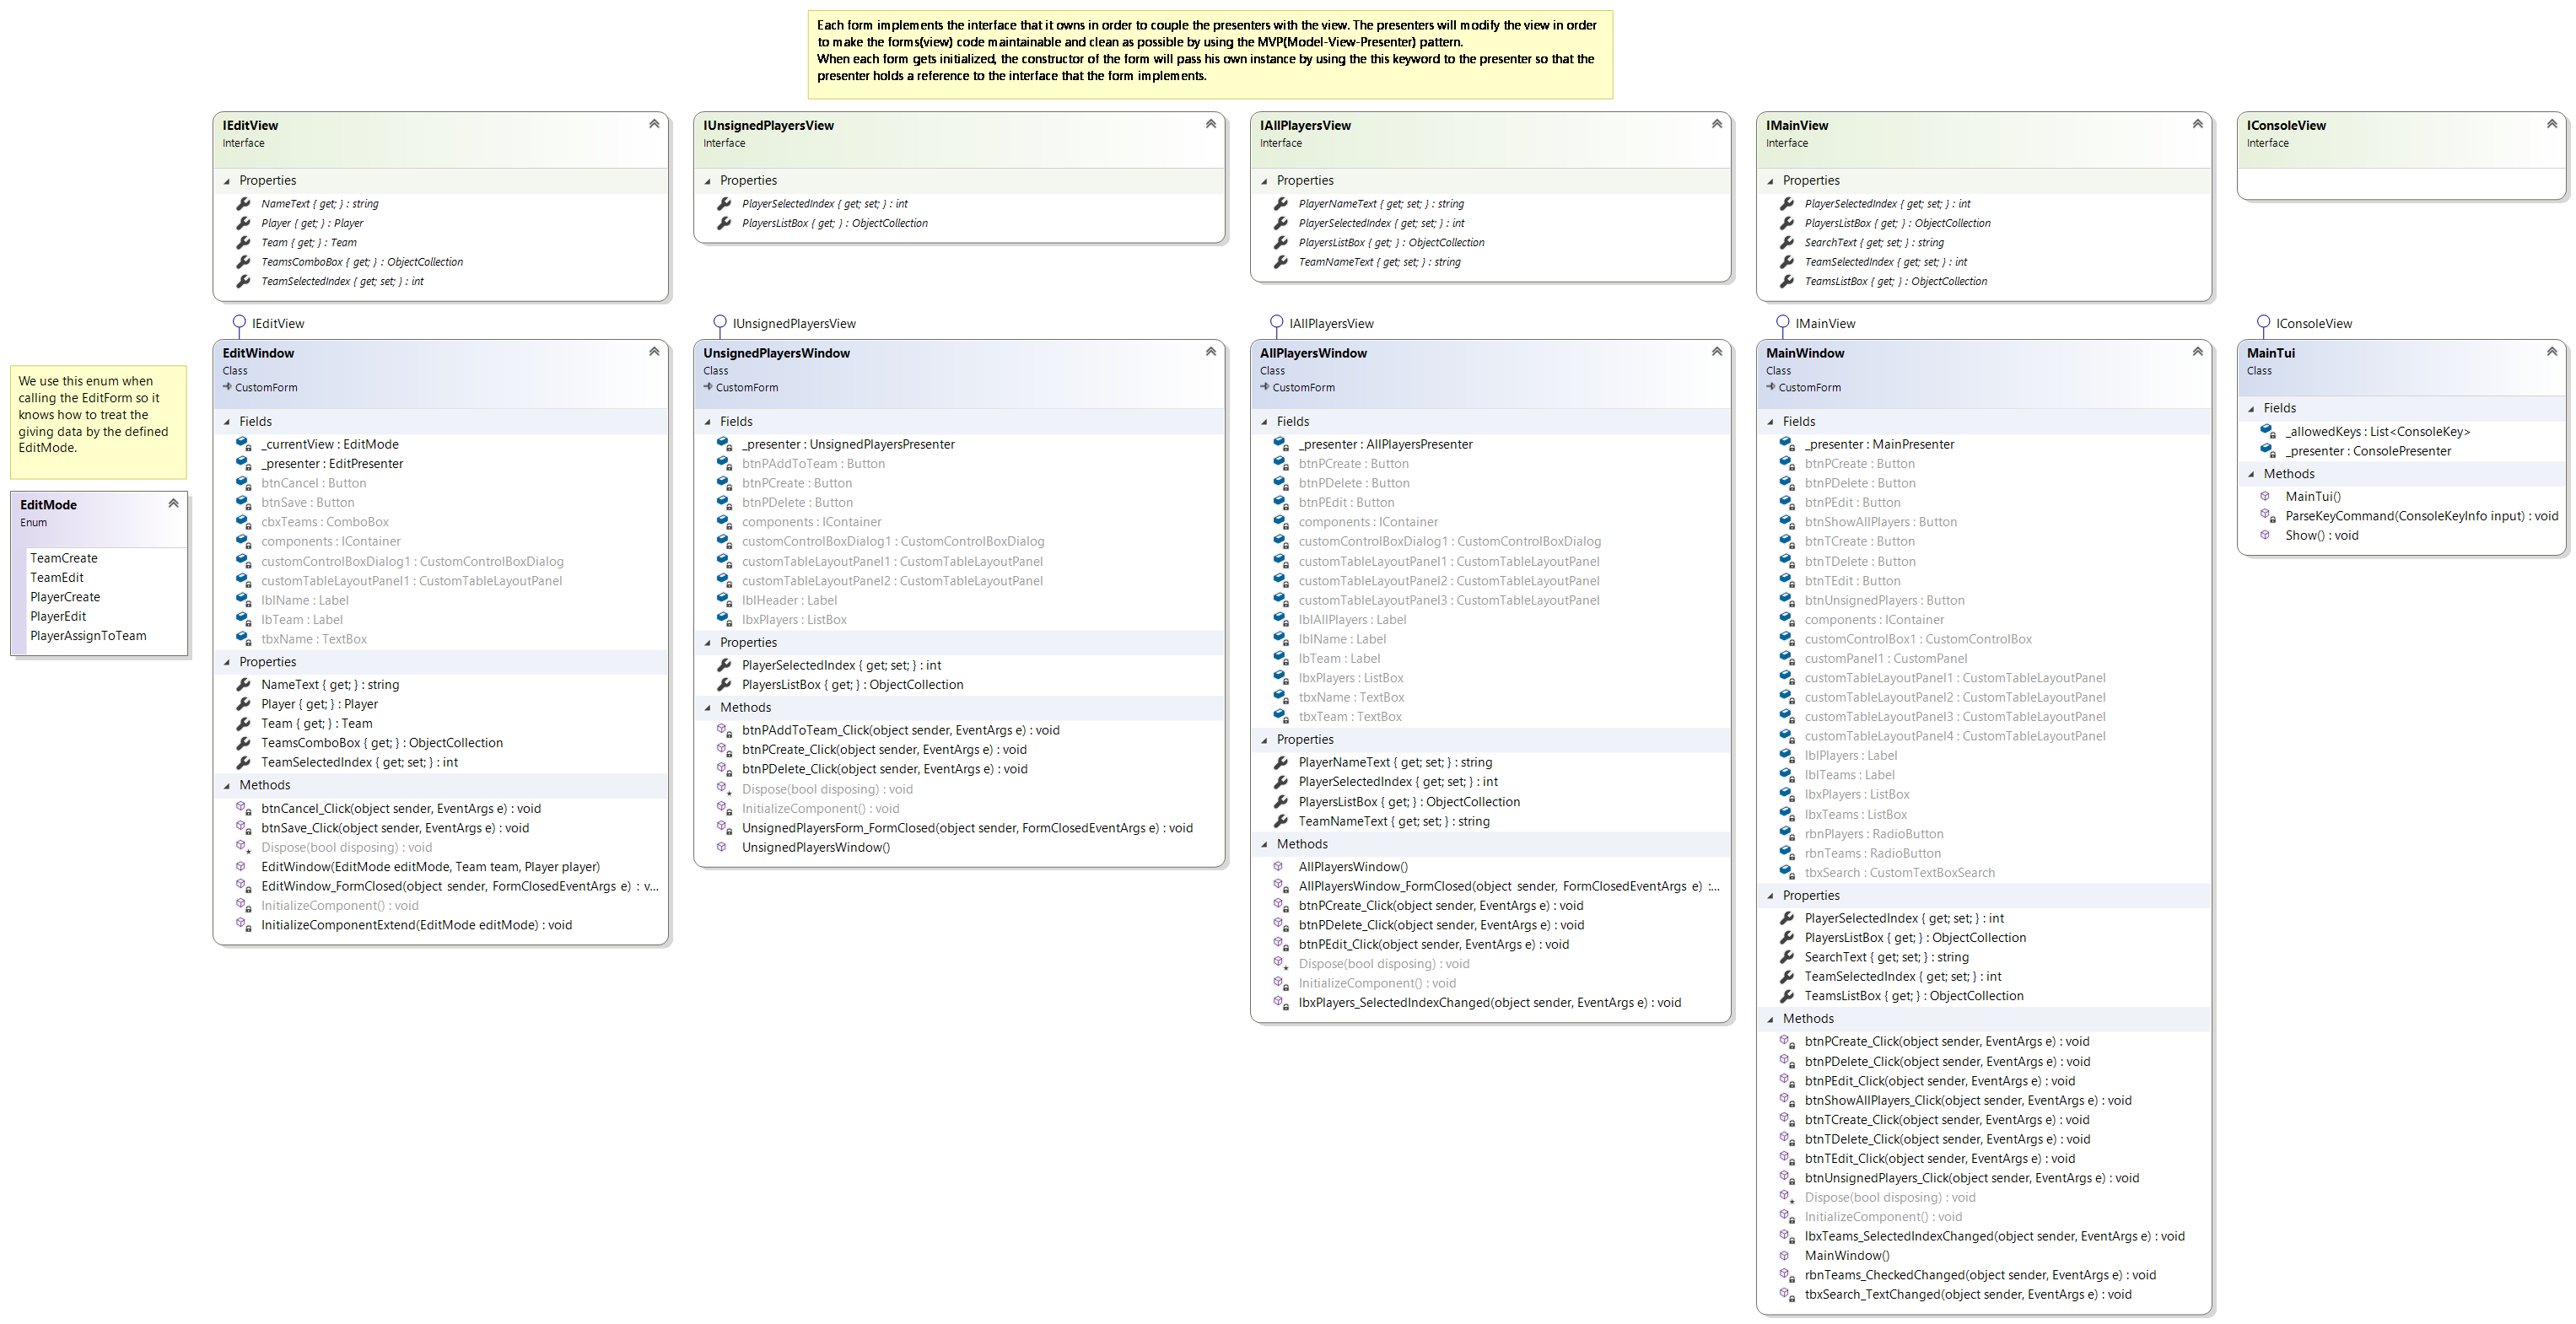 Each form implements the interface that it owns in order to couple the presenters with the view. The presenters will modify the view in order
to make the forms(view) code maintainable and clean as possible by using the MVP(Model-View-Presenter) pattern.
When each form gets initialized, the constructor of the form will pass his own instance by using the this keyword to the presenter so that the
presenter holds a reference to the interface that the form implements.
IEditView
Interface
Properties
NameText { get; } : string
Player { get; } : Player
Team { get; } : Team
TeamsComboBox { get; } : ObjectCollection
TeamSelectedIndex { get; set; } : int
IUnsignedPlayersView
Interface
Properties
PlayerSelectedIndex { get; set; } : int
PlayersListBox { get; } : ObjectCollection
IAllPlayersView
Interface
Properties
PlayerNameText { get; set; } : string
PlayerSelectedIndex { get; set; } : int
PlayersListBox { get; } : ObjectCollection
TeamNameText { get; set; } : string
IMainView
Interface
Properties
PlayerSelectedIndex { get; set; } : int
PlayersListBox { get; } : ObjectCollection
SearchText { get; set; } : string
TeamSelectedIndex { get; set; } : int
TeamsListBox { get; } : ObjectCollection
IConsoleView
Interface
We use this enum when
calling the EditForm so it
knows how to treat the
giving data by the defined
EditMode.
EditMode
Enum
TeamCreate
TeamEdit
PlayerCreate
PlayerEdit
PlayerAssignToTeam
IEditView
EditWindow
Class
CustomForm
Fields
_currentView : EditMode
_presenter : EditPresenter
btnCancel : Button
btnSave : Button
cbxTeams : ComboBox
components : IContainer
customControlBoxDialog1 : CustomControlBoxDialog
customTableLayoutPanel1 : CustomTableLayoutPanel
lblName : Label
lbTeam : Label
tbxName : TextBox
Properties
NameText { get; } : string
Player { get; } : Player
Team { get; } : Team
TeamsComboBox { get; } : ObjectCollection
TeamSelectedIndex { get; set; } : int
Methods
btnCancel_Click(object sender, EventArgs e) : void
btnSave_Click(object sender, EventArgs e) : void
Dispose(bool disposing) : void
EditWindow(EditMode editMode, Team team, Player player)
EditWindow_FormClosed(object sender, FormClosedEventArgs e) : v...
InitializeComponent() : void
InitializeComponentExtend(EditMode editMode) : void
IUnsignedPlayersView
UnsignedPlayersWindow
Class
CustomForm
Fields
_presenter : UnsignedPlayersPresenter
btnPAddToTeam : Button
btnPCreate : Button
btnPDelete : Button
components : IContainer
customControlBoxDialog1 : CustomControlBoxDialog
customTableLayoutPanel1 : CustomTableLayoutPanel
customTableLayoutPanel2 : CustomTableLayoutPanel
lblHeader : Label
lbxPlayers : ListBox
Properties
PlayerSelectedIndex { get; set; } : int
PlayersListBox { get; } : ObjectCollection
Methods
btnPAddToTeam_Click(object sender, EventArgs e) : void
btnPCreate_Click(object sender, EventArgs e) : void
btnPDelete_Click(object sender, EventArgs e) : void
Dispose(bool disposing) : void
InitializeComponent() : void
UnsignedPlayersForm_FormClosed(object sender, FormClosedEventArgs e) : void
UnsignedPlayersWindow()
IAllPlayersView
AllPlayersWindow
Class
CustomForm
Fields
_presenter : AllPlayersPresenter
btnPCreate : Button
btnPDelete : Button
btnPEdit : Button
components : IContainer
customControlBoxDialog1 : CustomControlBoxDialog
customTableLayoutPanel1 : CustomTableLayoutPanel
customTableLayoutPanel2 : CustomTableLayoutPanel
customTableLayoutPanel3 : CustomTableLayoutPanel
lblAllPlayers : Label
lblName : Label
lbTeam : Label
lbxPlayers : ListBox
tbxName : TextBox
tbxTeam : TextBox
Properties
PlayerNameText { get; set; } : string
PlayerSelectedIndex { get; set; } : int
PlayersListBox { get; } : ObjectCollection
TeamNameText { get; set; } : string
Methods
AllPlayersWindow()
AllPlayersWindow_FormClosed(object sender, FormClosedEventArgs e) :...
btnPCreate_Click(object sender, EventArgs e) : void
btnPDelete_Click(object sender, EventArgs e) : void
btnPEdit_Click(object sender, EventArgs e) : void
Dispose(bool disposing) : void
InitializeComponent() : void
lbxPlayers_SelectedIndexChanged(object sender, EventArgs e) : void
IMainView
MainWindow
Class
CustomForm
Fields
_presenter : MainPresenter
btnPCreate : Button
btnPDelete : Button
btnPEdit : Button
btnShowAllPlayers : Button
btnTCreate : Button
btnTDelete : Button
btnTEdit : Button
btnUnsignedPlayers : Button
components : IContainer
customControlBox1 : CustomControlBox
customPanel1 : CustomPanel
customTableLayoutPanel1 : CustomTableLayoutPanel
customTableLayoutPanel2 : CustomTableLayoutPanel
customTableLayoutPanel3 : CustomTableLayoutPanel
customTableLayoutPanel4 : CustomTableLayoutPanel
lblPlayers : Label
lblTeams : Label
lbxPlayers : ListBox
lbxTeams : ListBox
rbnPlayers : RadioButton
rbnTeams : RadioButton
tbxSearch : CustomTextBoxSearch
Properties
PlayerSelectedIndex { get; set; } : int
PlayersListBox { get; } : ObjectCollection
SearchText { get; set; } : string
TeamSelectedIndex { get; set; } : int
TeamsListBox { get; } : ObjectCollection
Methods
btnPCreate_Click(object sender, EventArgs e) : void
btnPDelete_Click(object sender, EventArgs e) : void
btnPEdit_Click(object sender, EventArgs e) : void
btnShowAllPlayers_Click(object sender, EventArgs e) : void
btnTCreate_Click(object sender, EventArgs e) : void
btnTDelete_Click(object sender, EventArgs e) : void
btnTEdit_Click(object sender, EventArgs e) : void
btnUnsignedPlayers_Click(object sender, EventArgs e) : void
Dispose(bool disposing) : void
InitializeComponent() : void
lbxTeams_SelectedIndexChanged(object sender, EventArgs e) : void
MainWindow()
rbnTeams_CheckedChanged(object sender, EventArgs e) : void
tbxSearch_TextChanged(object sender, EventArgs e) : void
IConsoleView
MainTui
Class
Fields
_allowedKeys : List<ConsoleKey>
_presenter : ConsolePresenter
Methods
MainTui()
ParseKeyCommand(ConsoleKeyInfo input) : void
Show() : void